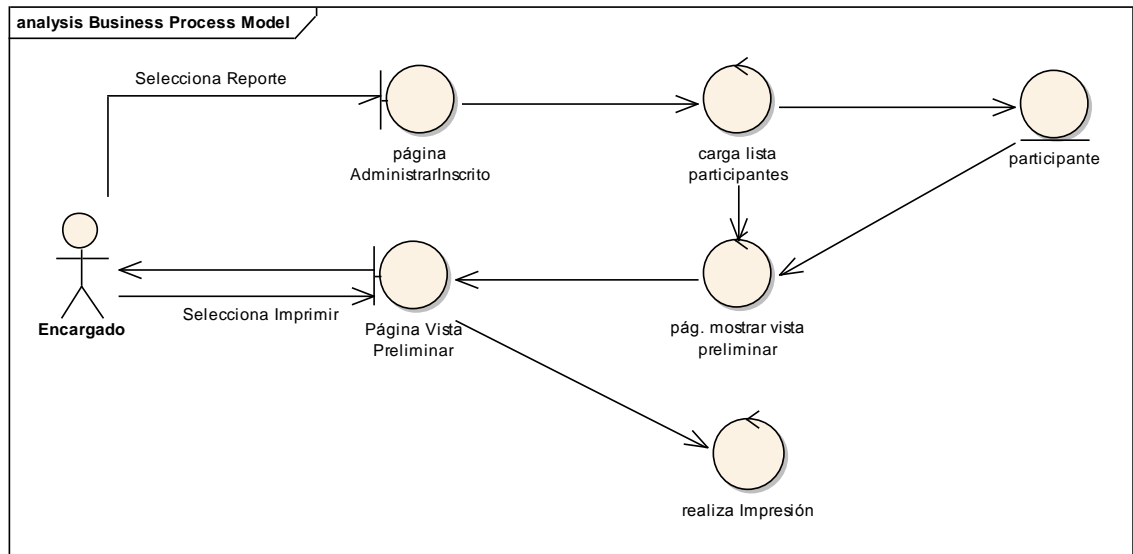 analysis Business Process Model
Selecciona Reporte
página
AdministrarInscrito
carga lista
participantes
participante
Encargado
Selecciona Imprimir
Página Vista
Preliminar
pág. mostrar vista
preliminar
realiza Impresión